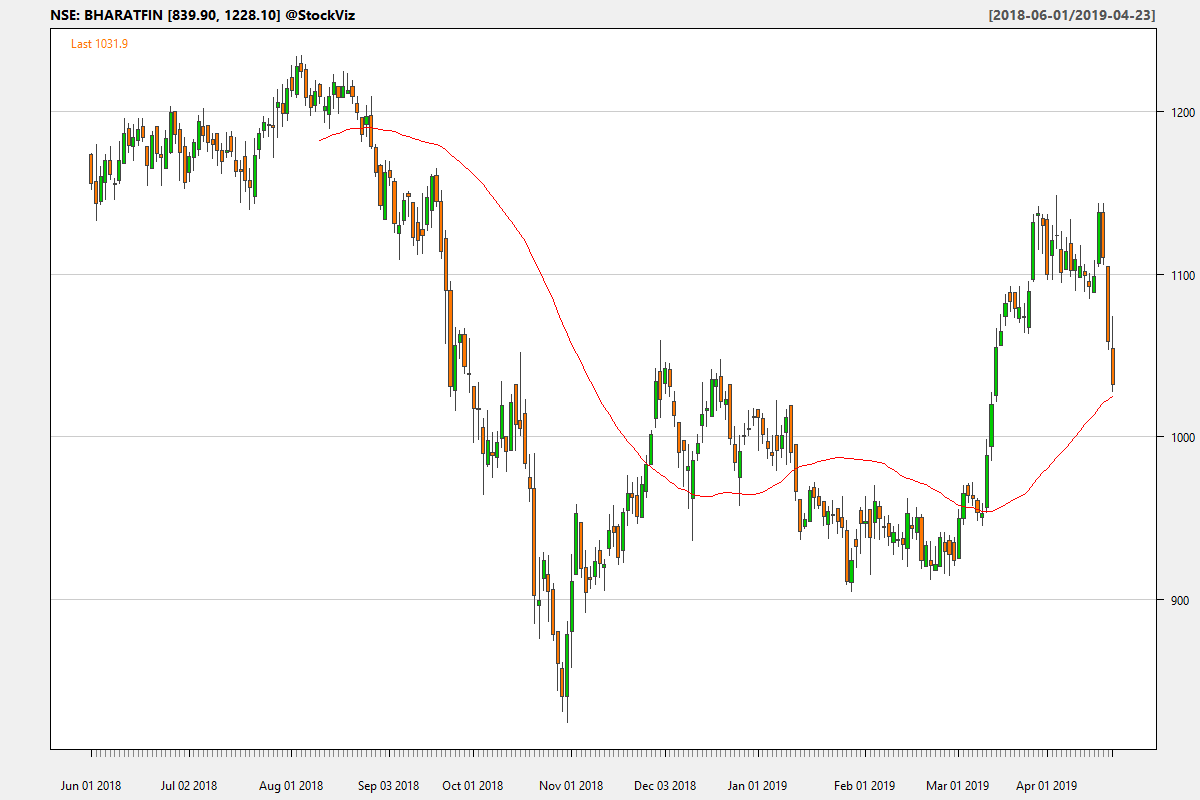 NSE: BHARATFIN [839.90, 1228.10] @StockViz [2018-06-01/2019-04-23]
Last 1031.9
1200
1100
1000
900
Jun 01 2018 Jul 02 2018 Aug 01 2018 Sep 03 2018 Oct 01 2018 Nov 01 2018 Dec 03 2018 Jan 01 2019 Feb 01 2019 Mar 01 2019 Apr 01 2019